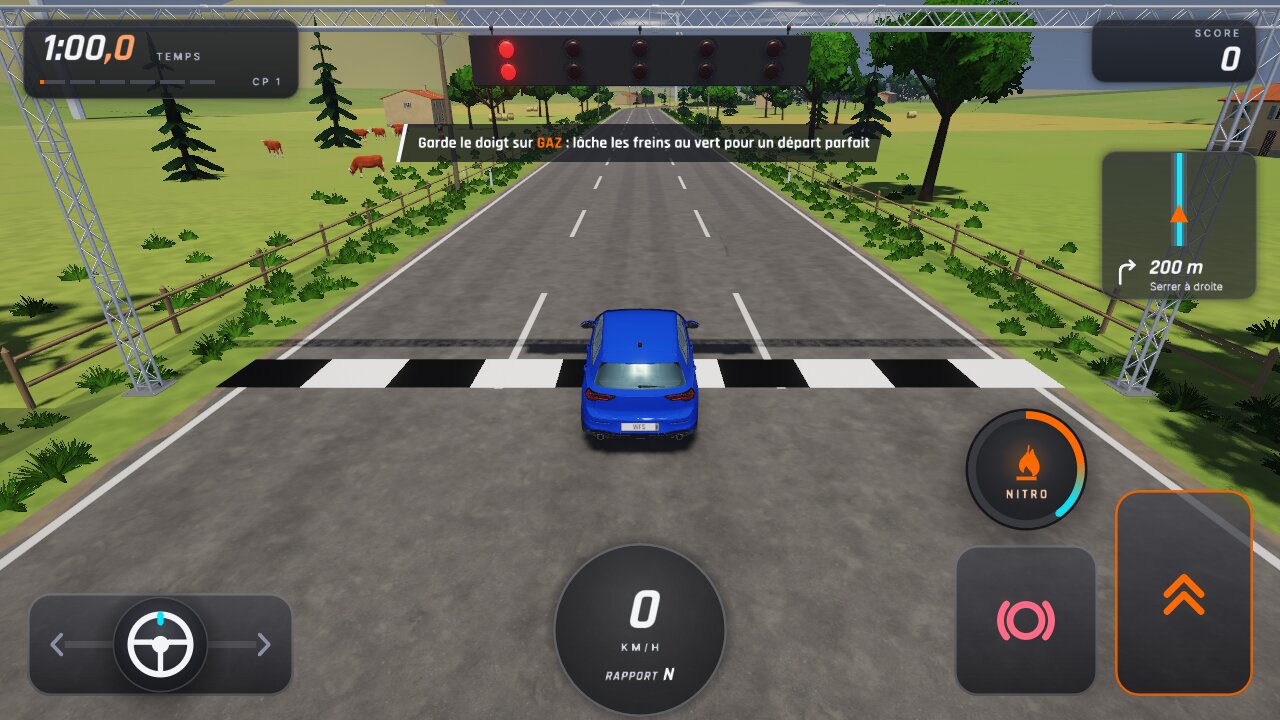 1:00,0 TEMPS
CP 1
SCORE
0
Garde le doigt sur GAZ : lâche les freins au vert pour un départ parfait
200 m
Serrer à droite
WFS
NITRO
0
KM/H
RAPPORT N